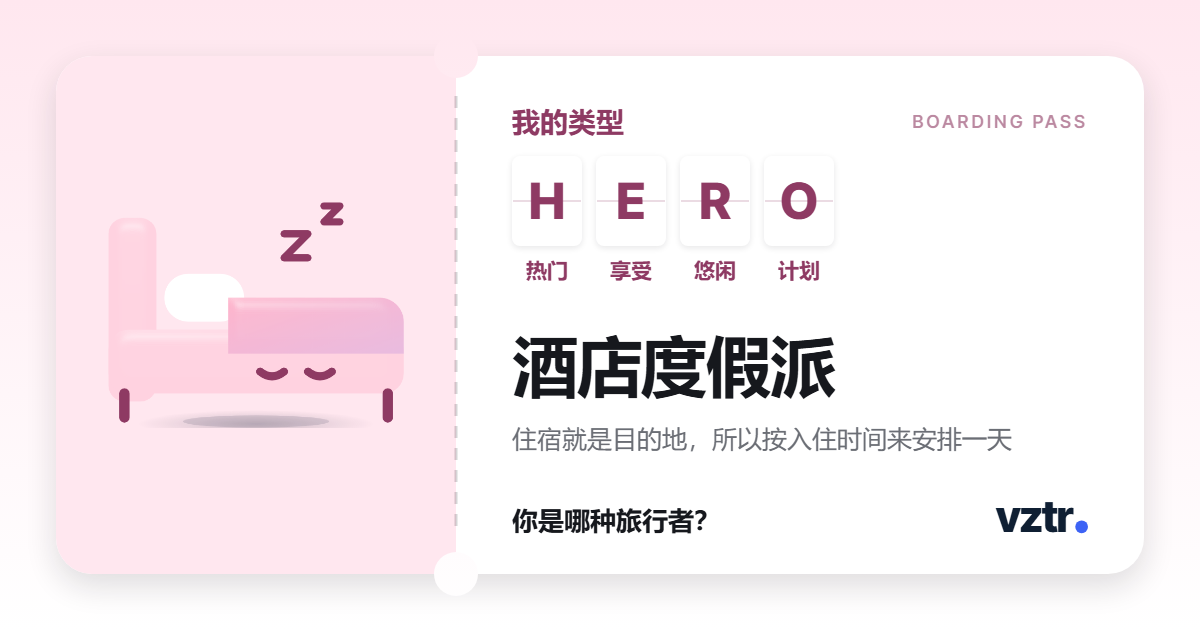 z
z
我的类型
BOARDING PASS
H E R O
热门 享受 悠闲 计划
酒店度假派
住宿就是目的地，所以按入住时间来安排一天
你是哪种旅行者?
vztr.